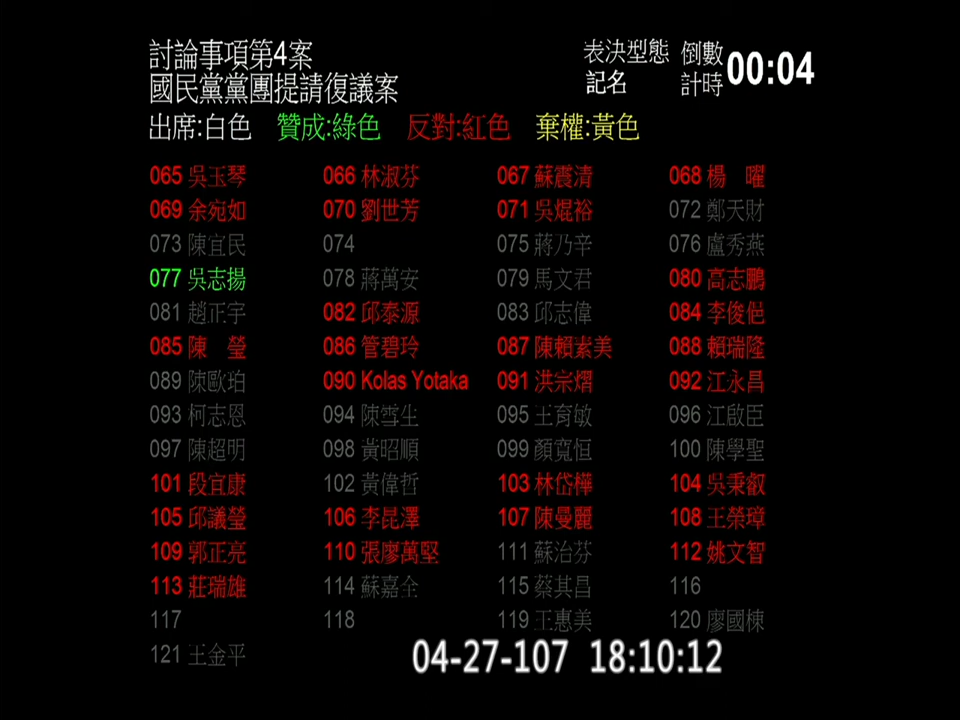 討論事項第4案
國民黨黨團提請復議案
表決型態 倒數 00:04
記名 計時
出席:白色 贊成:綠色 反對:紅色 棄權:黃色
065 吳玉琴 066 林淑芬 067 蘇震清 068 楊 曜
069 余宛如 070 劉世芳 071 吳焜裕 072 鄭天財
073 陳宜民 074 075 蔣乃辛 076 盧秀燕
077 吳志揚 078 蔣萬安 079 馬文君 080 高志鵬
081 趙正宇 082 邱泰源 083 邱志偉 084 李俊俋
085 陳 瑩 086 管碧玲 087 陳賴素美 088 賴瑞隆
089 陳歐珀 090 Kolas Yotaka 091 洪宗熠 092 江永昌
093 柯志恩 094 陳雪生 095 王育敏 096 江啟臣
097 陳超明 098 黃昭順 099 顏寬恒 100 陳學聖
101 段宜康 102 黃偉哲 103 林岱樺 104 吳秉叡
105 邱議瑩 106 李昆澤 107 陳曼麗 108 王榮璋
109 郭正亮 110 張廖萬堅 111 蘇治芬 112 姚文智
113 莊瑞雄 114 蘇嘉全 115 蔡其昌 116
117 118 119 王惠美 120 廖國棟
121 王金平
04-27-107 18:10:12